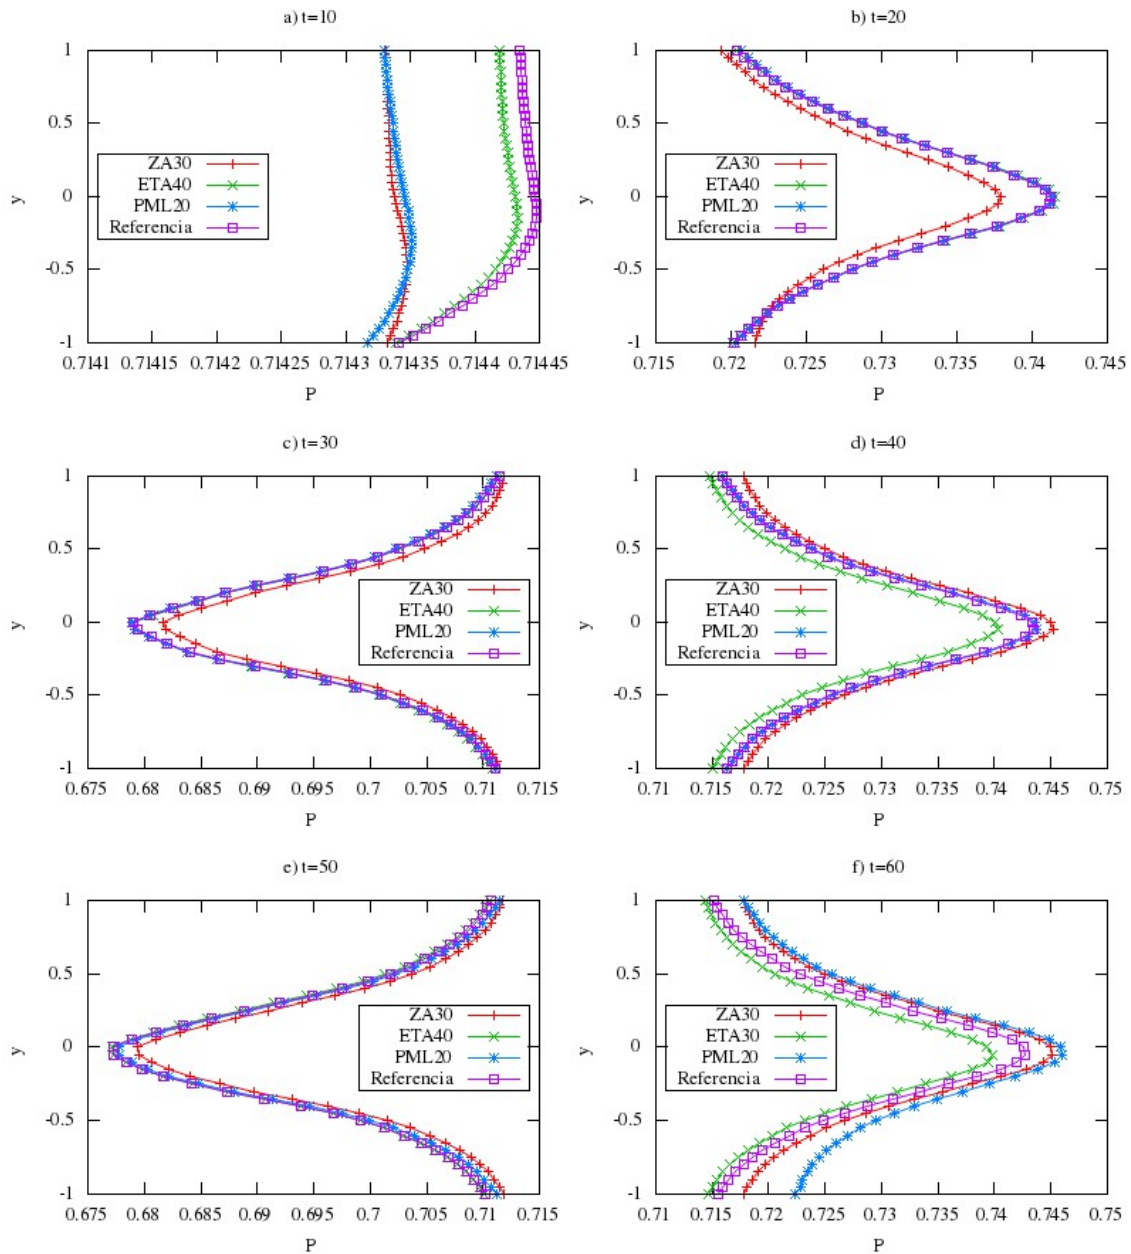 a) t=10
1
0.5
0
-0.5
-1
y
ZA30
ETA40
PML20
Referencia
0.7141 0.71415 0.7142 0.71425 0.7143 0.71435 0.7144 0.71445
P
b) t=20
1
0.5
0
-0.5
-1
y
ZA30
ETA40
PML20
Referencia
0.715 0.72 0.725 0.73 0.735 0.74 0.745
P
c) t=30
1
0.5
0
-0.5
-1
y
ZA30
ETA40
PML20
Referencia
0.675 0.68 0.685 0.69 0.695 0.7 0.705 0.71 0.715
P
d) t=40
1
0.5
0
-0.5
-1
y
ZA30
ETA40
PML20
Referencia
0.71 0.715 0.72 0.725 0.73 0.735 0.74 0.745 0.75
P
e) t=50
1
0.5
0
-0.5
-1
y
ZA30
ETA40
PML20
Referencia
0.675 0.68 0.685 0.69 0.695 0.7 0.705 0.71 0.715
P
f) t=60
1
0.5
0
-0.5
-1
y
ZA30
ETA30
PML20
Referencia
0.71 0.715 0.72 0.725 0.73 0.735 0.74 0.745 0.75
P